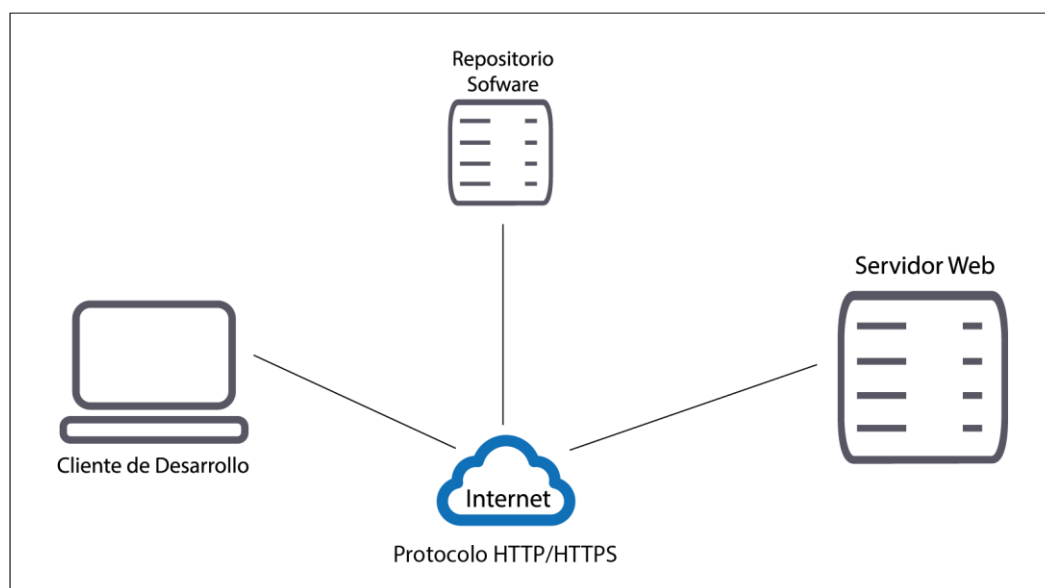 Repositorio
Sofware
Servidor Web
Cliente de Desarrollo
Internet
Protocolo HTTP/HTTPS